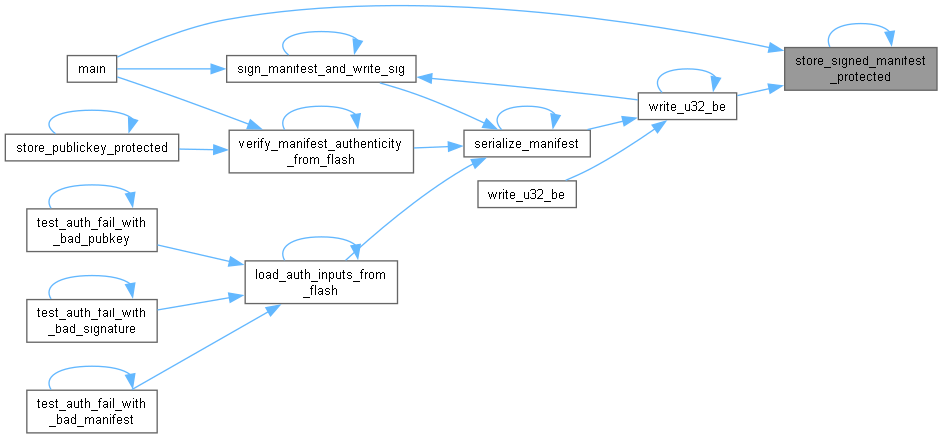 store_signed_manifest
_protected
main
sign_manifest_and_write_sig
write_u32_be
store_publickey_protected
verify_manifest_authenticity
_from_flash
serialize_manifest
write_u32_be
test_auth_fail_with
_bad_pubkey
load_auth_inputs_from
_flash
test_auth_fail_with
_bad_signature
test_auth_fail_with
_bad_manifest